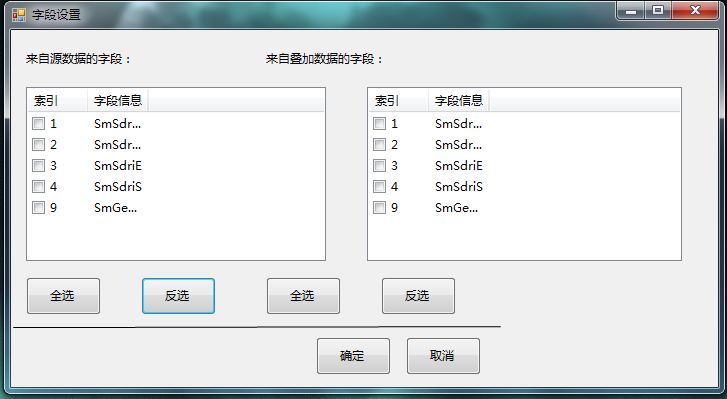 字段设置
来自源数据的字段： 来自叠加数据的字段：
索引 字段信息 索引 字段信息
1 SmSdr... 1 SmSdr...
2 SmSdr... 2 SmSdr...
3 SmSdriE 3 SmSdriE
4 SmSdriS 4 SmSdriS
9 SmGe... 9 SmGe...
全选 反选 全选 反选
确定 取消